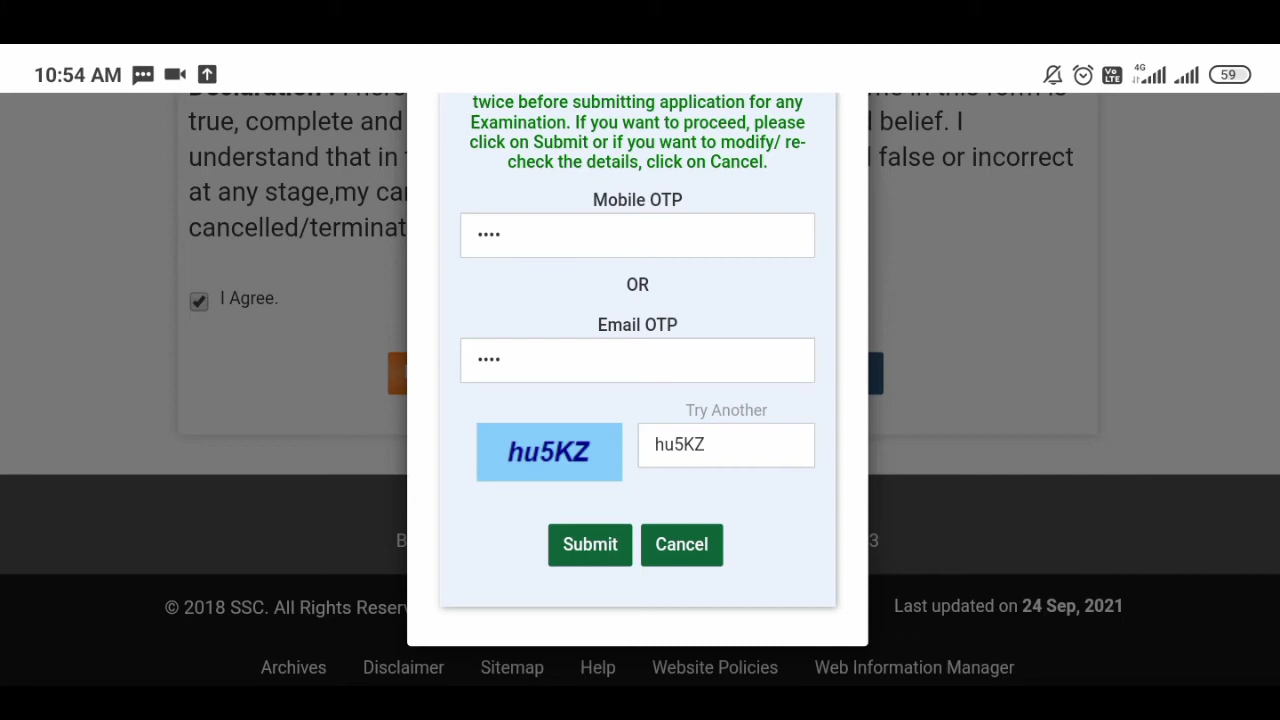 10:54 AM
Vo LTE 4G 59
twice before submitting application for any
Examination. If you want to proceed, please
click on Submit or if you want to modify/ re-
check the details, click on Cancel.
true, complete and
belief. I
understand that in
false or incorrect
at any stage,my
cancelled/terminat
I Agree.
Mobile OTP
••••
OR
Email OTP
••••
Try Another
hu5KZ
hu5KZ
Submit Cancel
© 2018 SSC. All Rights Reserv
Last updated on 24 Sep, 2021
Archives Disclaimer Sitemap Help Website Policies Web Information Manager